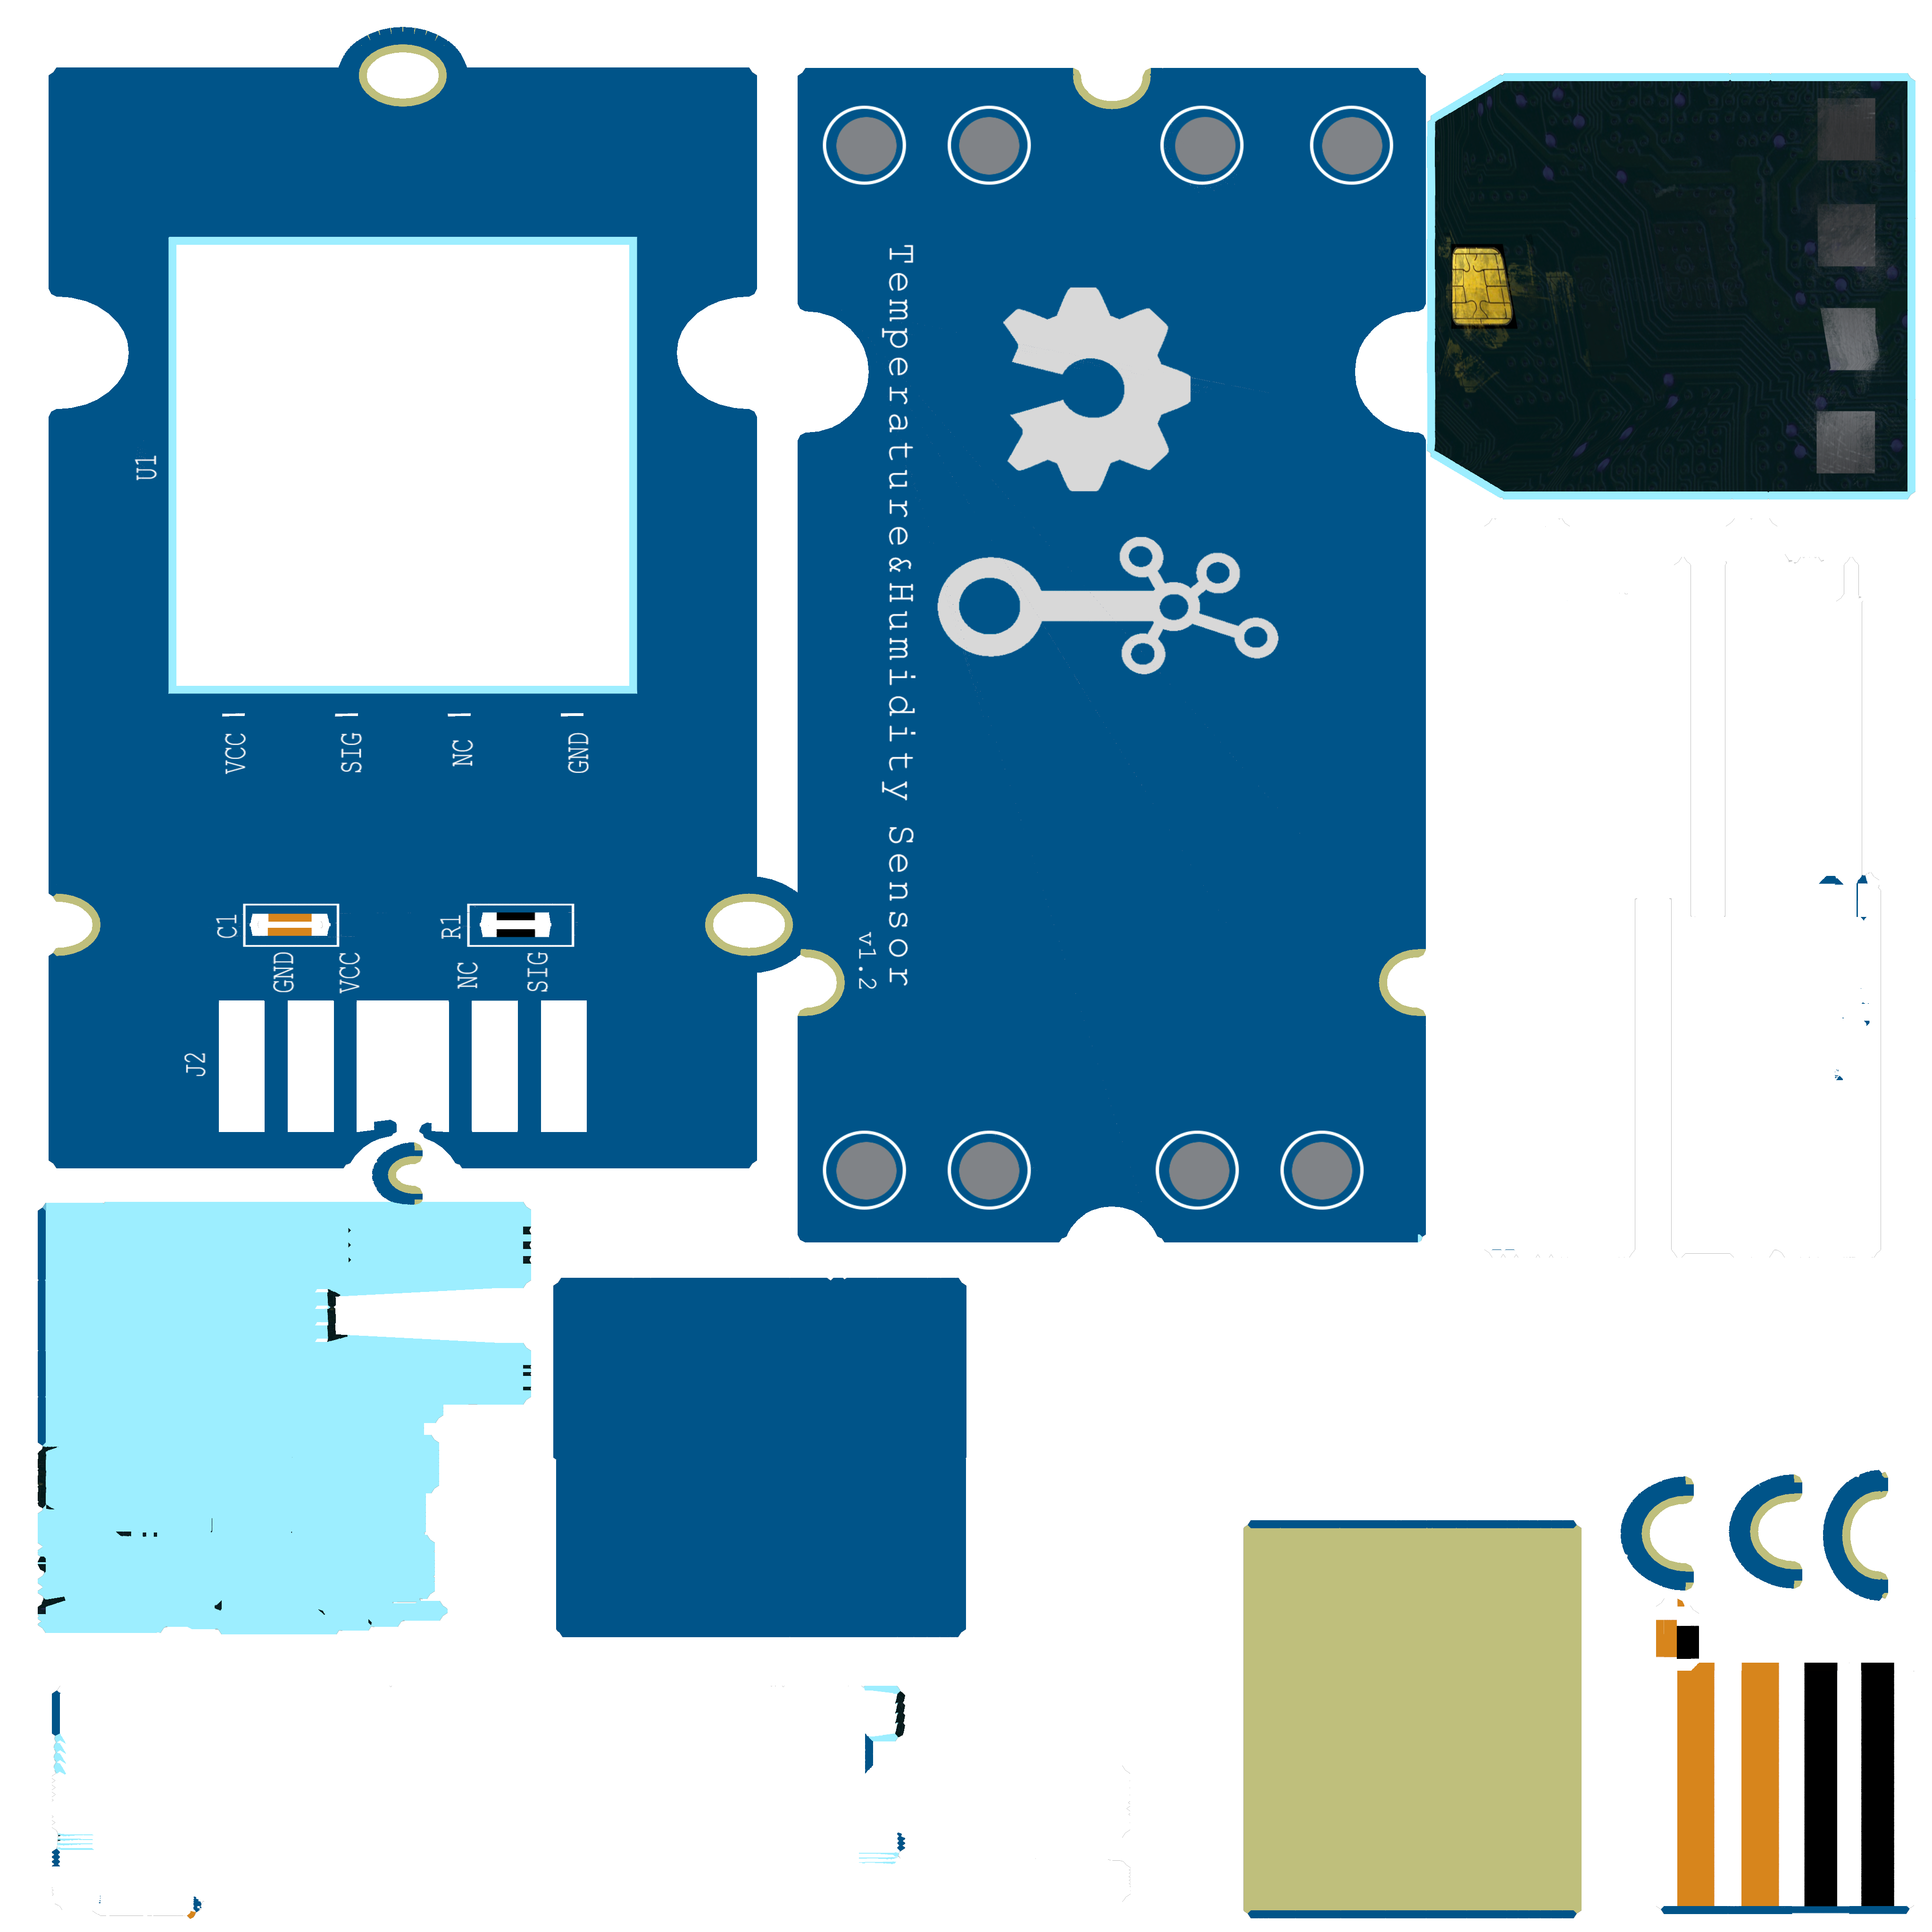 U1
VCC
SIG
NC
GND
C1
R1
GND
VCC
NC
SIG
J2
Temperature&Humidity Sensor
v1.2